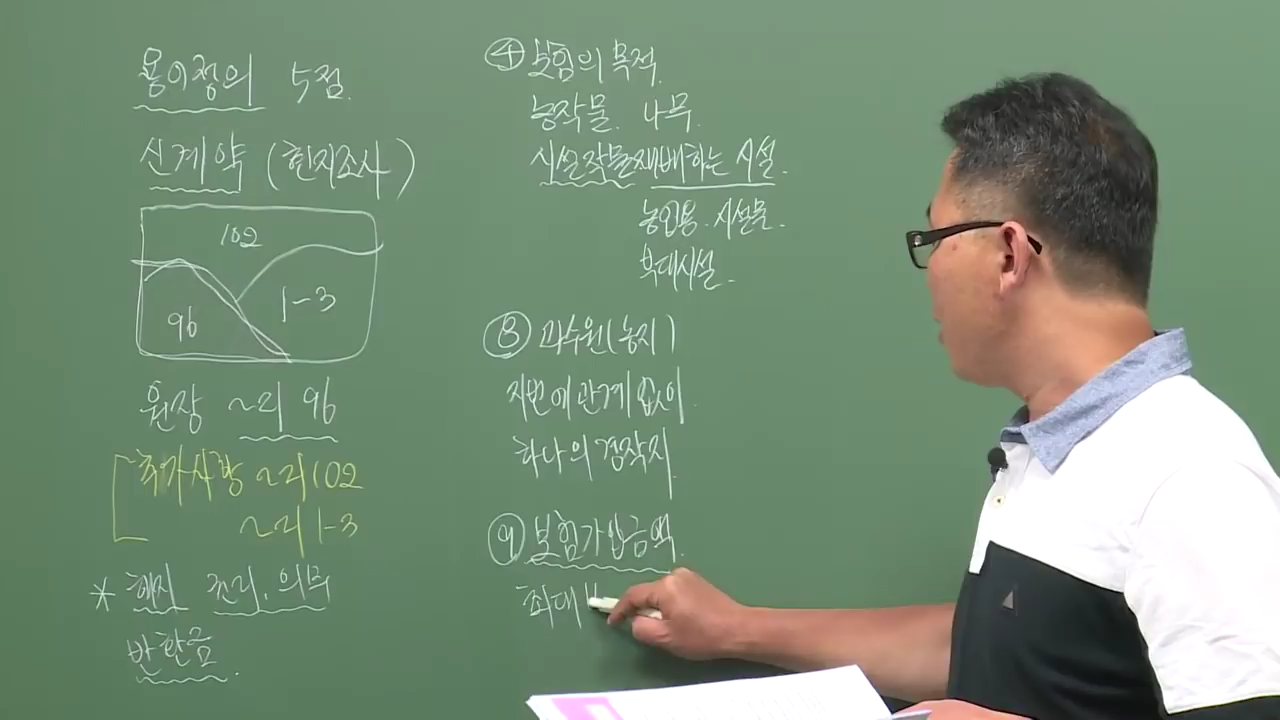 용어정의 5점.
신계약 (현지조사)
102
96
1-3
원장 ~리 96
추가사항 ~리 102
~리 1-3
* 해지 권리, 의무
반환금.
④ 보험의 목적.
농작물. 나무.
시설작물재배하는 시설.
농업용. 시설물.
부대시설.
⑧ 과수원(농지)
지번에 관계 없이
하나의 경작지.
⑨ 보험가입금액.
최대